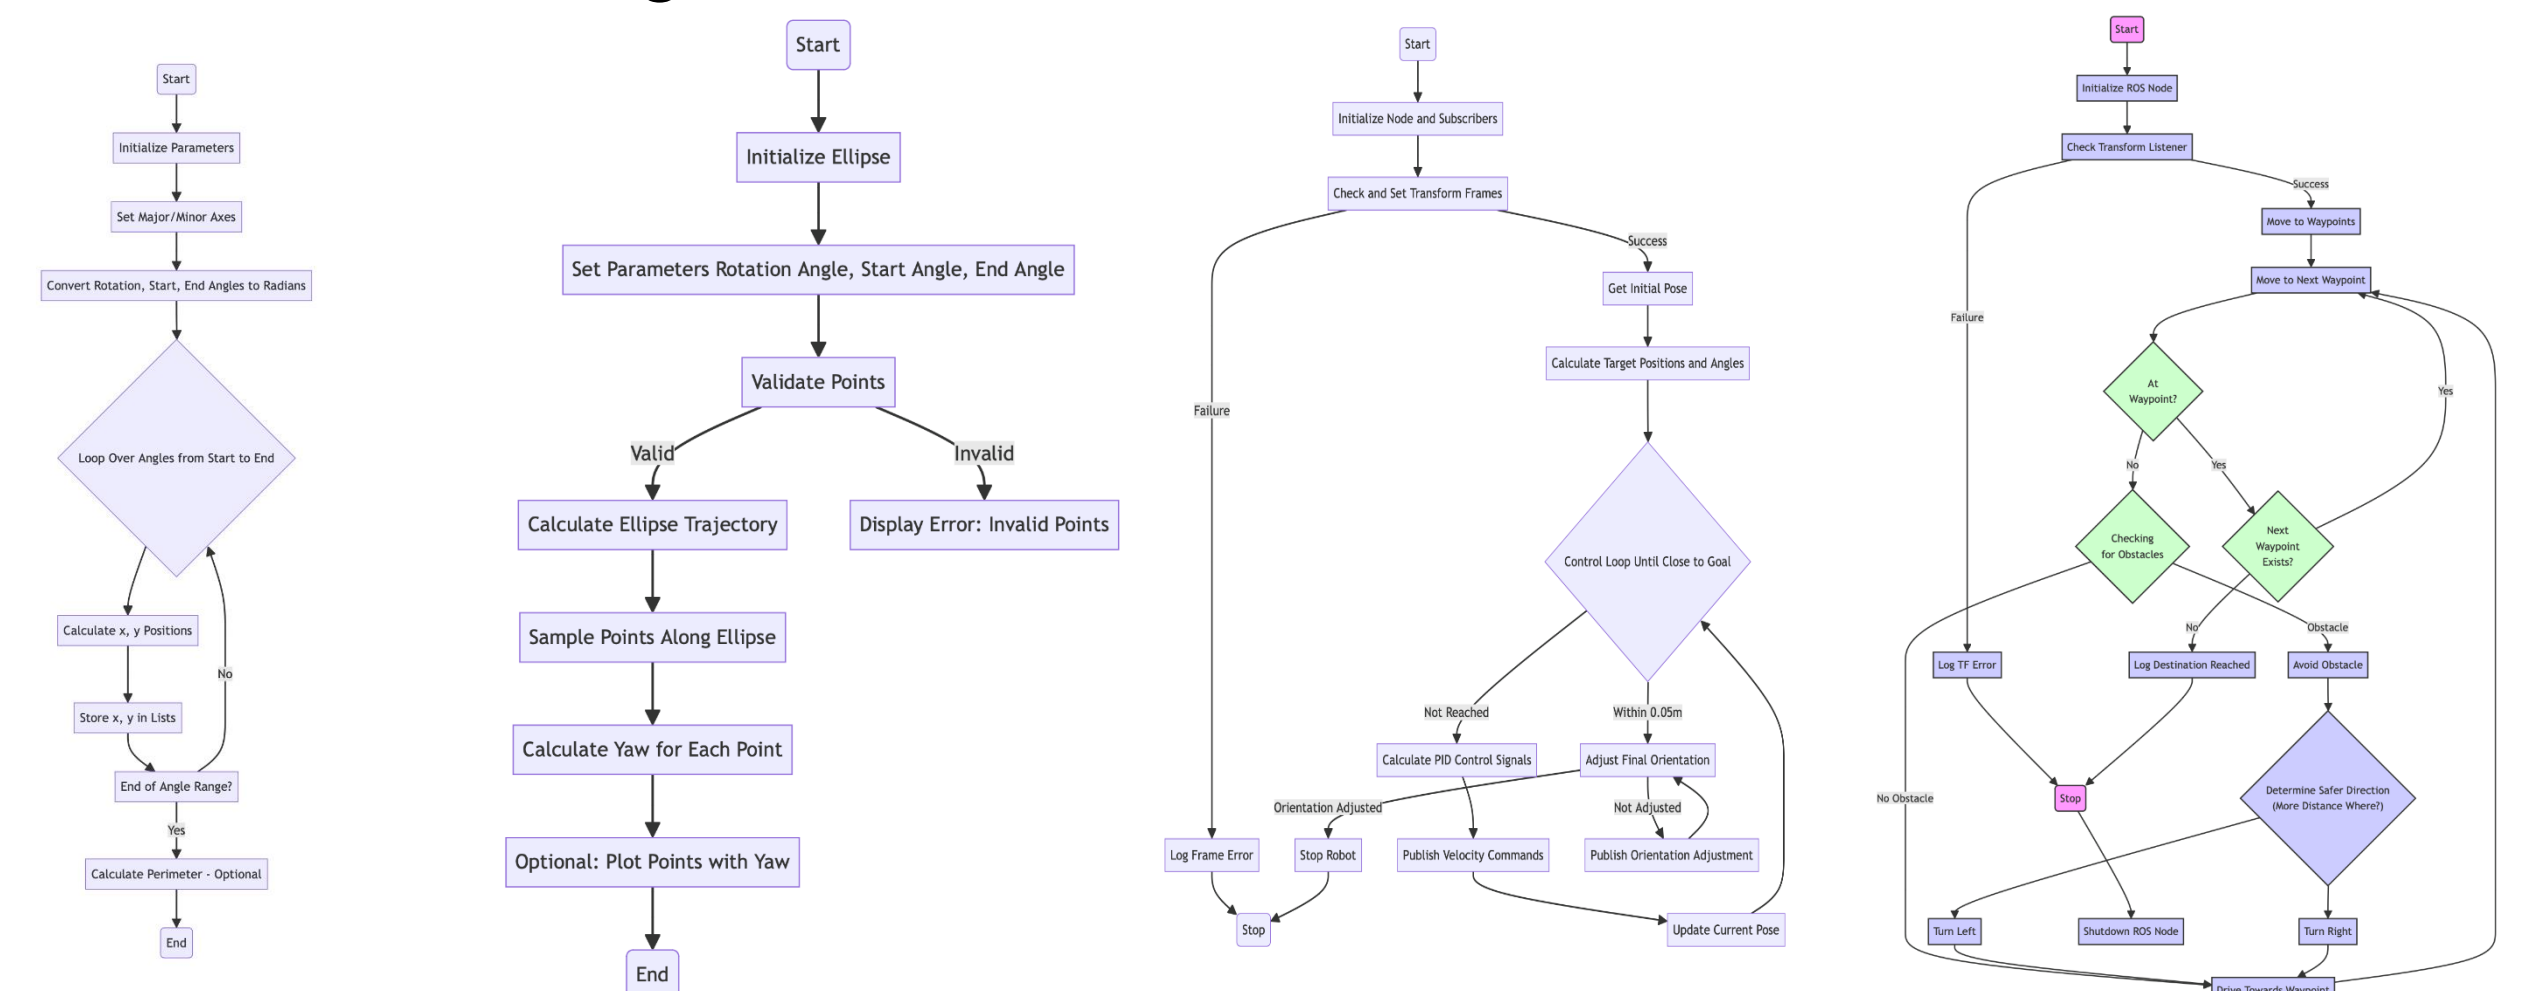 Start
Initialize Parameters
Set Major/Minor Axes
Convert Rotation, Start, End Angles to Radians
Loop Over Angles from Start to End
Calculate x, y Positions
No
Store x, y in Lists
End of Angle Range?
Yes
Calculate Perimeter - Optional
End
Start
Initialize Ellipse
Set Parameters Rotation Angle, Start Angle, End Angle
Validate Points
Valid
Invalid
Calculate Ellipse Trajectory
Display Error: Invalid Points
Sample Points Along Ellipse
Calculate Yaw for Each Point
Optional: Plot Points with Yaw
End
Start
Initialize Node and Subscribers
Check and Set Transform Frames
Success
Get Initial Pose
Calculate Target Positions and Angles
Failure
Control Loop Until Close to Goal
Not Reached
Within 0.05m
Calculate PID Control Signals
Adjust Final Orientation
Orientation Adjusted
Not Adjusted
Log Frame Error
Stop Robot
Publish Velocity Commands
Publish Orientation Adjustment
Stop
Update Current Pose
Start
Initialize ROS Node
Check Transform Listener
Success
Move to Waypoints
Move to Next Waypoint
Failure
At
Waypoint?
Yes
No
Yes
Checking
for Obstacles
Next
Waypoint
Exists?
No
Obstacle
Log TF Error
Log Destination Reached
Avoid Obstacle
No Obstacle
Stop
Determine Safer Direction
(More Distance Where?)
Turn Left
Shutdown ROS Node
Turn Right
Drive Towards Waypoint